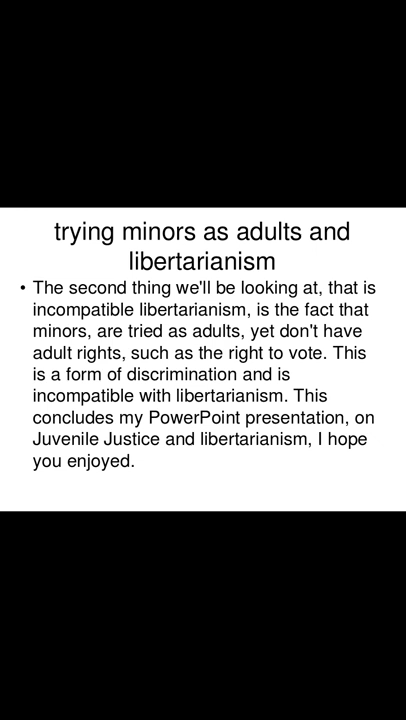 trying minors as adults and
libertarianism
• The second thing we'll be looking at, that is
incompatible libertarianism, is the fact that
minors, are tried as adults, yet don't have
adult rights, such as the right to vote. This
is a form of discrimination and is
incompatible with libertarianism. This
concludes my PowerPoint presentation, on
Juvenile Justice and libertarianism, I hope
you enjoyed.